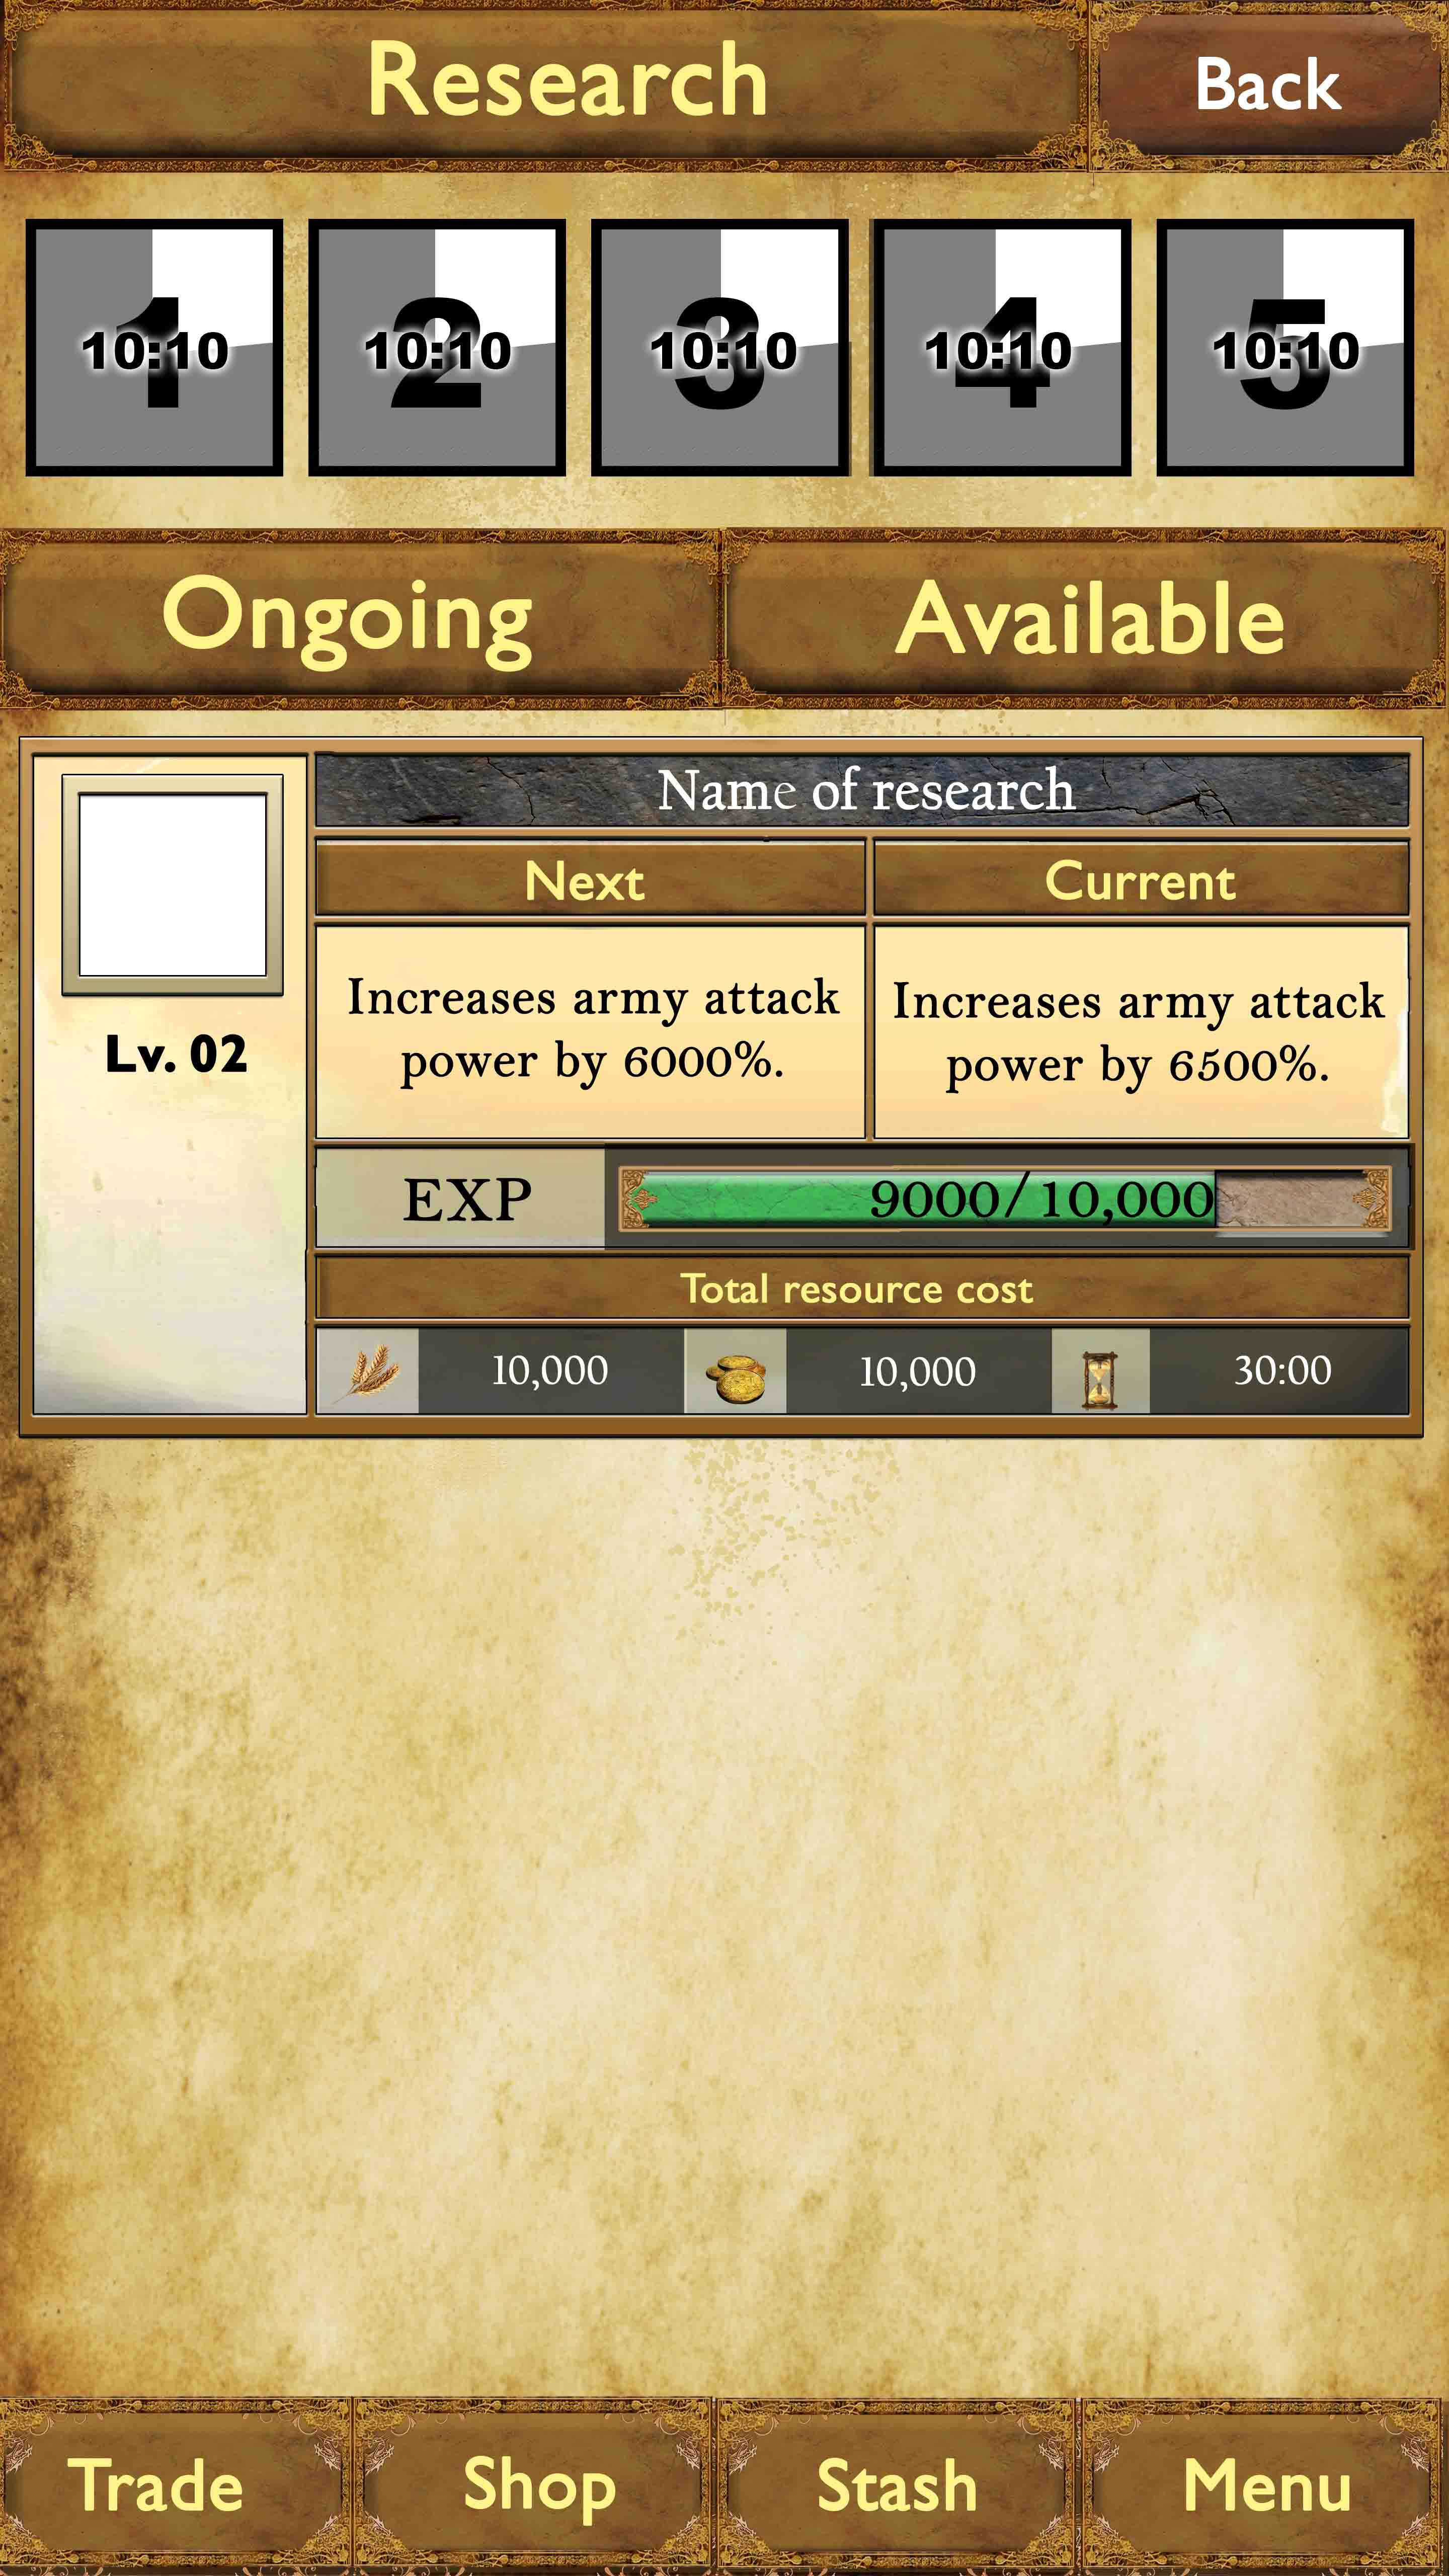 Research
Back
1 10:10
2 10:10
3 10:10
4 10:10
5 10:10
Ongoing
Available
Name of research
Next
Current
Increases army attack
power by 6000%.
Increases army attack
power by 6500%.
Lv. 02
EXP
9000/10,000
Total resource cost
10,000
10,000
30:00
Trade
Shop
Stash
Menu